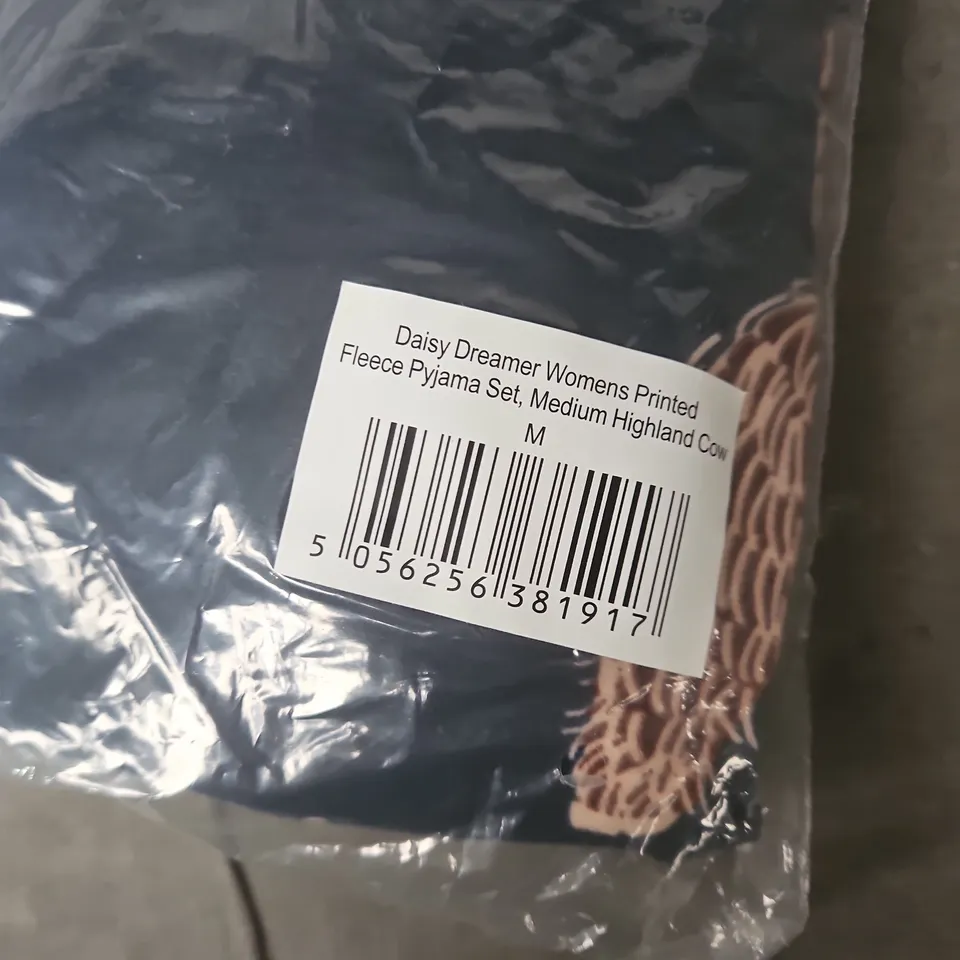 Daisy Dreamer Womens Printed
Fleece Pyjama Set, Medium Highland Cow
M
5 056256 381917